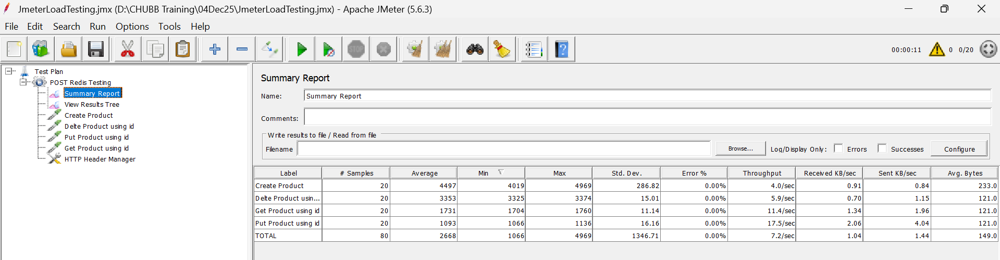 JmeterLoadTesting.jmx (D:\CHUBB Training\04Dec25\JmeterLoadTesting.jmx) - Apache JMeter (5.6.3)
File Edit Search Run Options Tools Help
STOP ? 00:00:11 0 0/20
Test Plan
POST Redis Testing
Summary Report
View Results Tree
Create Product
Delte Product using id
Put Product using id
Get Product using id
HTTP Header Manager
Summary Report
Name: Summary Report
Comments:
Write results to file / Read from file
Filename Browse... Log/Display Only: Errors Successes Configure
Label # Samples Average Min Max Std. Dev. Error % Throughput Received KB/sec Sent KB/sec Avg. Bytes
Create Product 20 4497 4019 4969 286.82 0.00% 4.0/sec 0.91 0.84 233.0
Delte Product usin... 20 3353 3325 3374 15.01 0.00% 5.9/sec 0.70 1.15 121.0
Get Product using id 20 1731 1704 1760 11.14 0.00% 11.4/sec 1.34 1.96 121.0
Put Product using id 20 1093 1066 1136 16.16 0.00% 17.5/sec 2.06 4.04 121.0
TOTAL 80 2668 1066 4969 1346.71 0.00% 7.2/sec 1.04 1.44 149.0